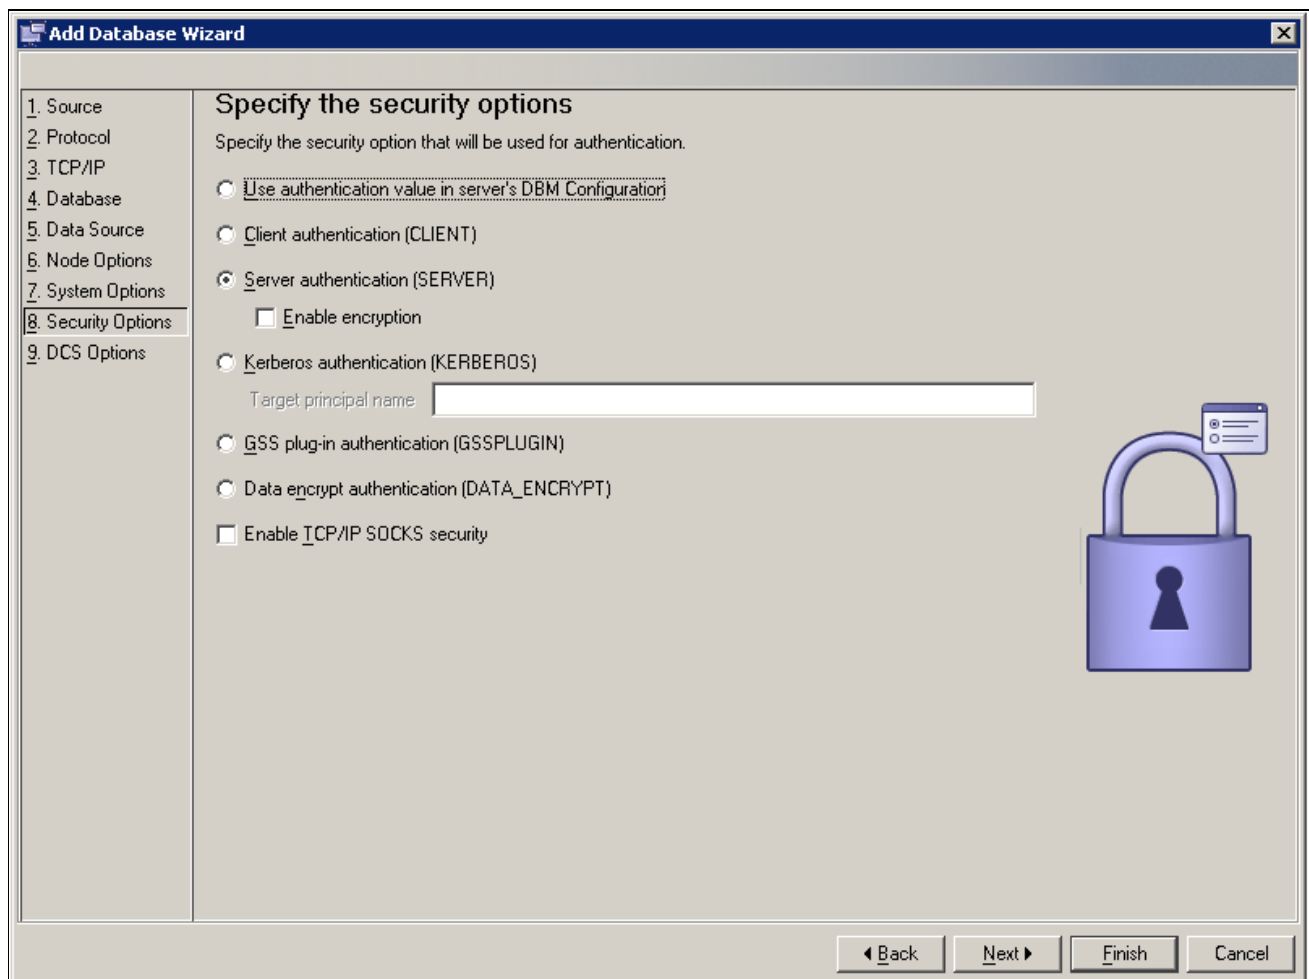 Add Database Wizard
1. Source
2. Protocol
3. TCP/IP
4. Database
5. Data Source
6. Node Options
7. System Options
8. Security Options
9. DCS Options
Specify the security options
Specify the security option that will be used for authentication.
Use authentication value in server's DBM Configuration
Client authentication (CLIENT)
Server authentication (SERVER)
Enable encryption
Kerberos authentication (KERBEROS)
Target principal name
GSS plug-in authentication (GSSPLUGIN)
Data encrypt authentication (DATA_ENCRYPT)
Enable TCP/IP SOCKS security
Back Next Finish Cancel